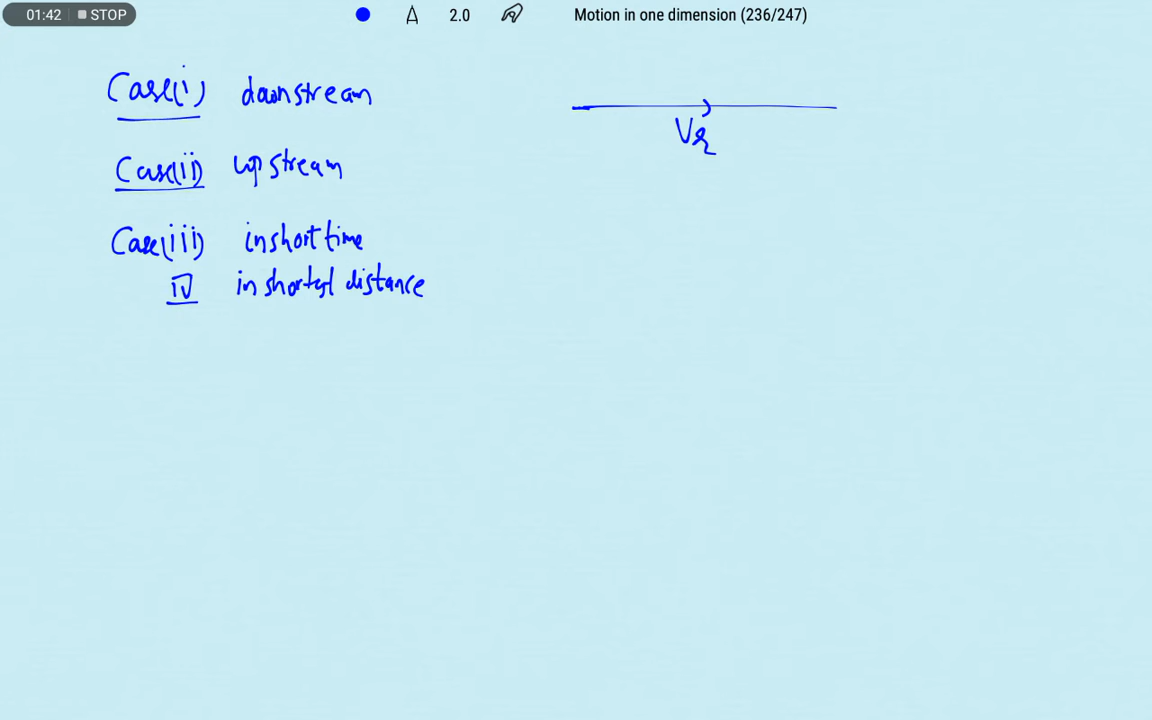 01:42 STOP 2.0 Motion in one dimension (236/247)
Case(i) downstream
Case(ii) upstream
Case(iii) in short time
IV in shortest distance
VR